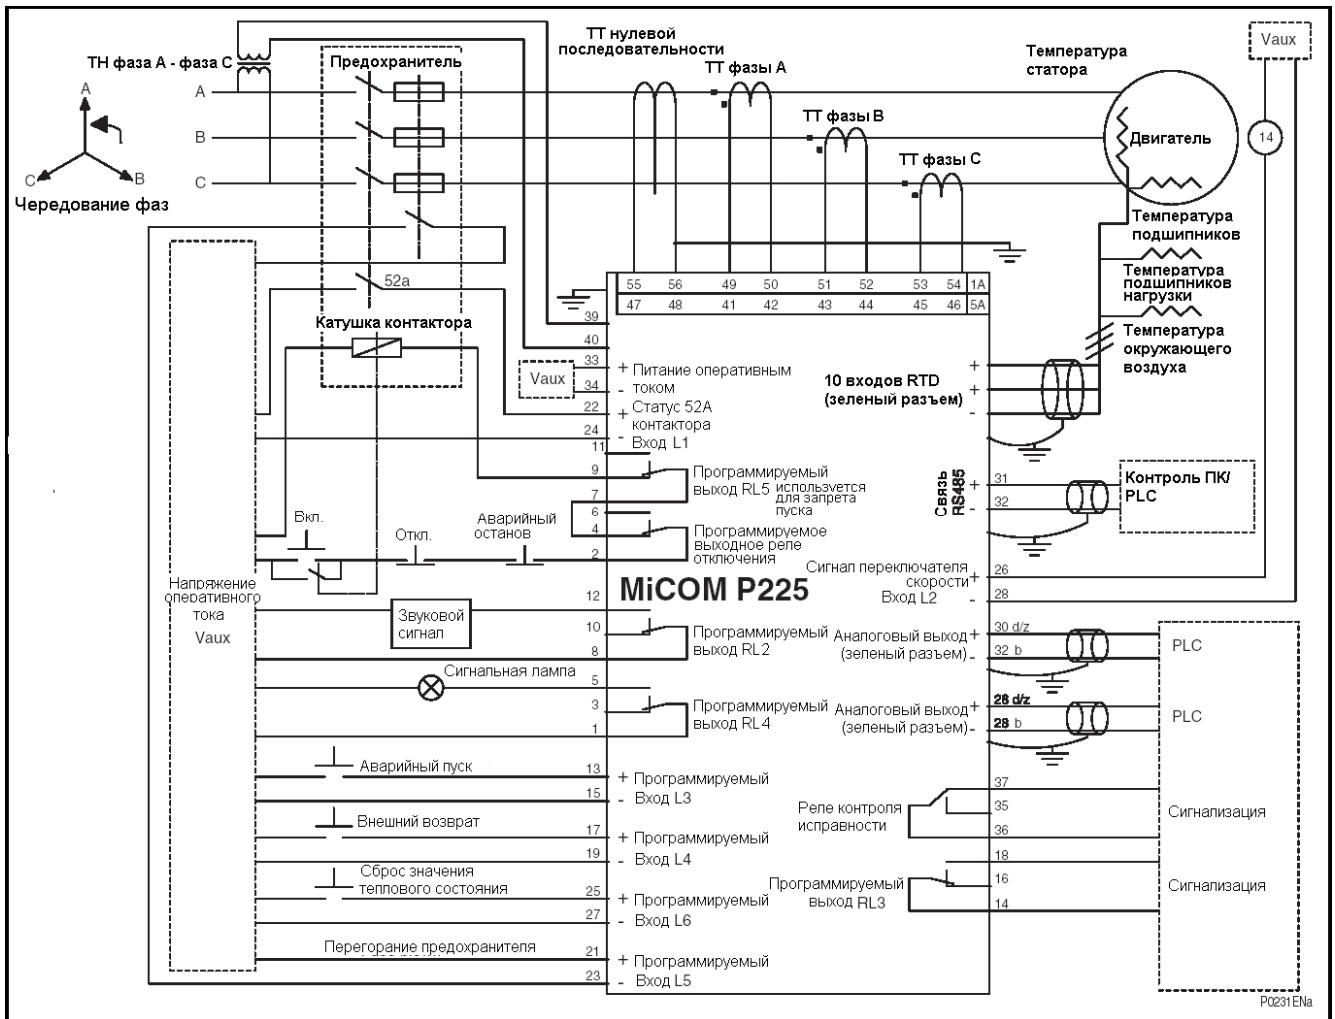 ТТ нулевой
последовательности
Vaux
ТН фаза А - фаза С
Предохранитель
ТТ фазы А
Температура
статора
A
A
ТТ фазы В
B
Двигатель
14
ТТ фазы С
C
B
C
Чередование фаз
Температура
подшипников
Температура
подшипников
нагрузки
Температура
окружающего
воздуха
52a
Катушка контактора
55 56 49 50 51 52 53 54 1A
47 48 41 42 43 44 45 46 5A
39
40
33
Vaux
34
+ Питание оперативным
- током
22
+ Статус 52А
контактора
24
- Вход L1
11
10 входов RTD
(зеленый разъем)
+
+
-
9
Программируемый
выход RL5 используется
для запрета
пуска
7
6
4
Программируемое
выходное реле
отключения
2
Связь
RS485
+ 31
- 32
Контроль ПК/
PLC
Вкл.
Откл.
Аварийный
останов
Сигнал переключателя
скорости
Вход L2
+ 26
- 28
MiCOM P225
Напряжение
оперативного
тока
Vaux
12
Звуковой
сигнал
10
Программируемый
выход RL2
8
Аналоговый выход
(зеленый разъем)
+ 30 d/z
- 32 b
PLC
Сигнальная лампа
5
3
Программируемый
выход RL4
1
Аналоговый выход
(зеленый разъем)
+ 28 d/z
- 28 b
PLC
Аварийный пуск
13
+ Программируемый
15
- Вход L3
Внешний возврат
17
+ Программируемый
19
- Вход L4
Сброс значения
теплового состояния
25
+ Программируемый
27
- Вход L6
Перегорание предохранителя
21
+ Программируемый
23
- Вход L5
Реле контроля
исправности
37
35
36
Сигнализация
Программируемый
выход RL3
18
16
14
Сигнализация
P0231ENa